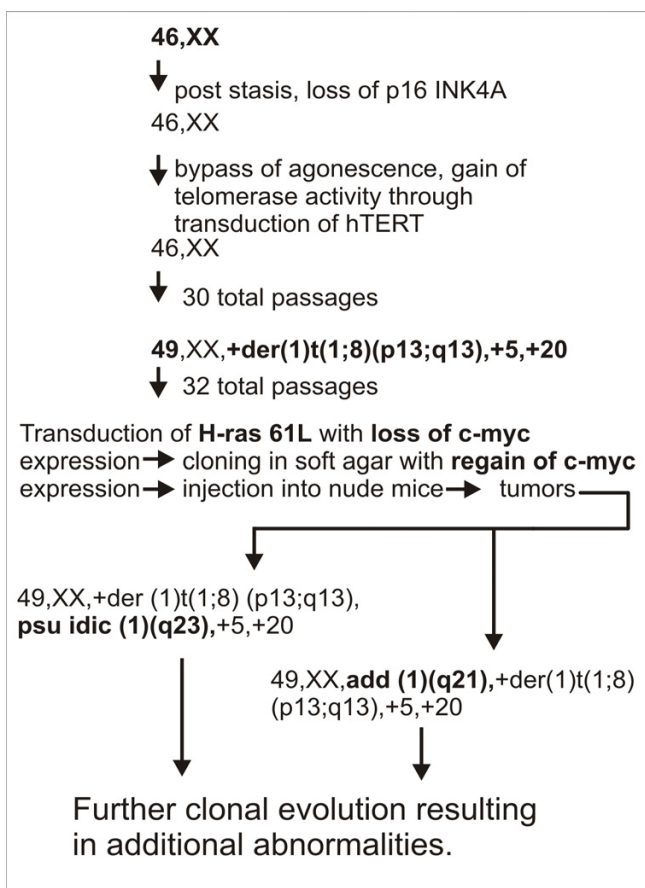 46,XX
post stasis, loss of p16 INK4A
46,XX
bypass of agonescence, gain of
telomerase activity through
transduction of hTERT
46,XX
30 total passages
49,XX,+der(1)t(1;8)(p13;q13),+5,+20
32 total passages
Transduction of H-ras 61L with loss of c-myc
expression → cloning in soft agar with regain of c-myc
expression → injection into nude mice → tumors
49,XX,+der (1)t(1;8) (p13;q13),
psu idic (1)(q23),+5,+20
49,XX,add (1)(q21),+der(1)t(1;8)
(p13;q13),+5,+20
Further clonal evolution resulting
in additional abnormalities.